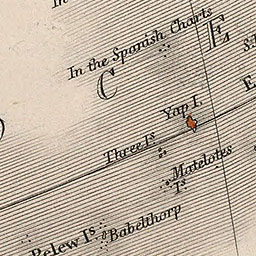 In the Spanish Charts
C
E
Yap I.
Three Is
Matelotes
Is
Pelew Is
Babelthorp